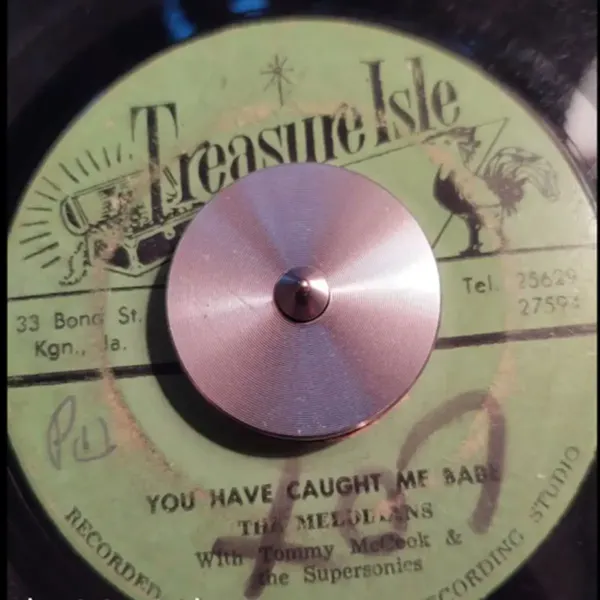 Treasure Isle
33 Bond St.
Kgn., Ja.
Tel. 25629
YOU HAVE CAUGHT ME BABE
THE MELODIANS
With Tommy McCook &
the Supersonics
RECORDED
RECORDING STUDIO